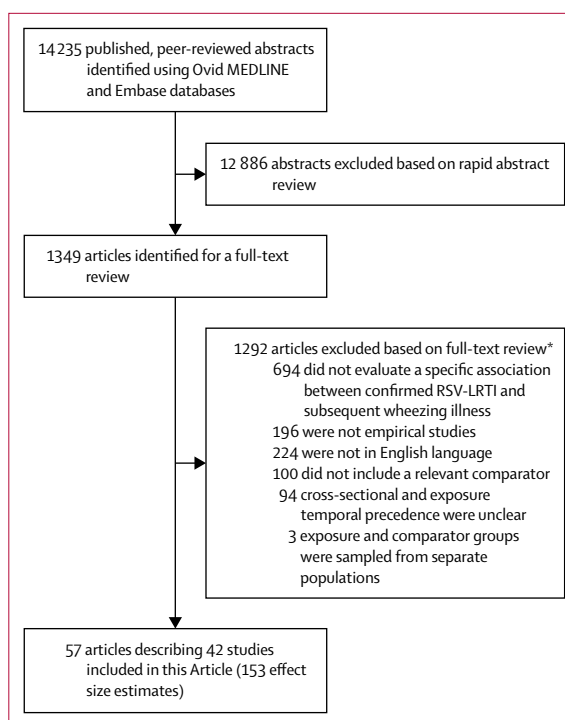 14 235 published, peer-reviewed abstracts
identified using Ovid MEDLINE
and Embase databases
12 886 abstracts excluded based on rapid abstract
review
1349 articles identified for a full-text
review
1292 articles excluded based on full-text review*
694 did not evaluate a specific association
between confirmed RSV-LRTI and
subsequent wheezing illness
196 were not empirical studies
224 were not in English language
100 did not include a relevant comparator
94 cross-sectional and exposure
temporal precedence were unclear
3 exposure and comparator groups
were sampled from separate
populations
57 articles describing 42 studies
included in this Article (153 effect
size estimates)